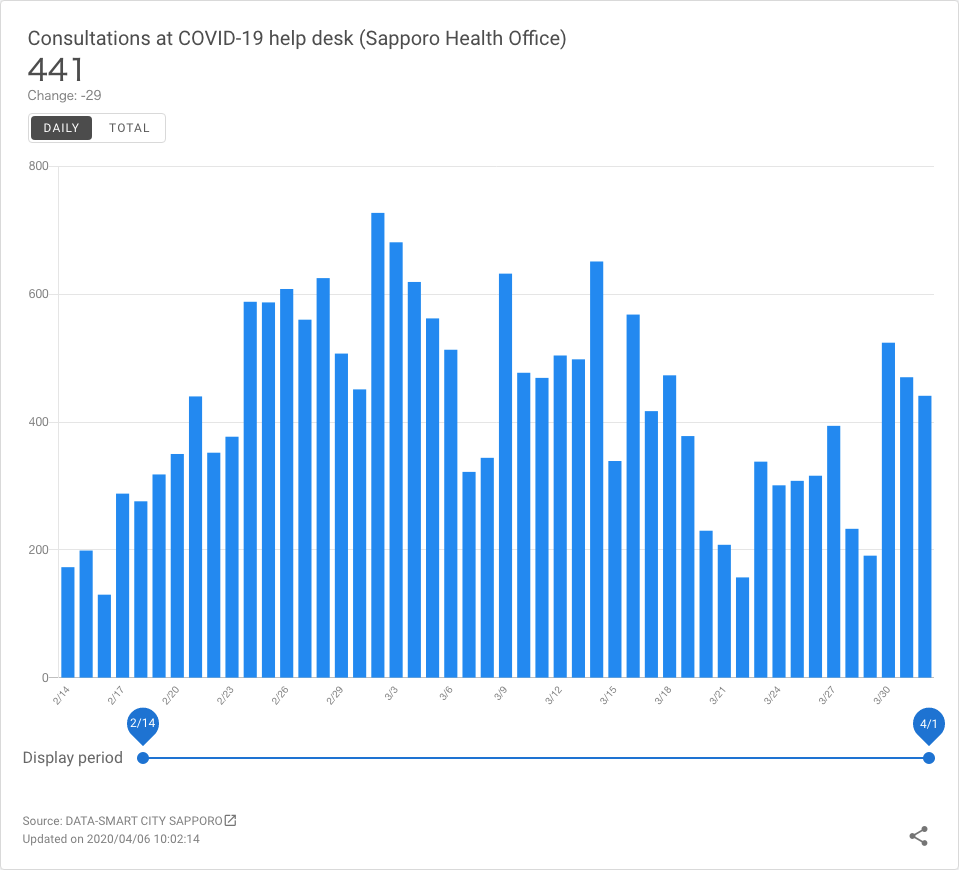 Consultations at COVID-19 help desk (Sapporo Health Office)
441
Change: -29
DAILY TOTAL
800
600
400
200
0
2/14 2/17 2/20 2/23 2/26 2/29 3/3 3/6 3/9 3/12 3/15 3/18 3/21 3/24 3/27 3/30
2/14 4/1
Display period
Source: DATA-SMART CITY SAPPORO
Updated on 2020/04/06 10:02:14